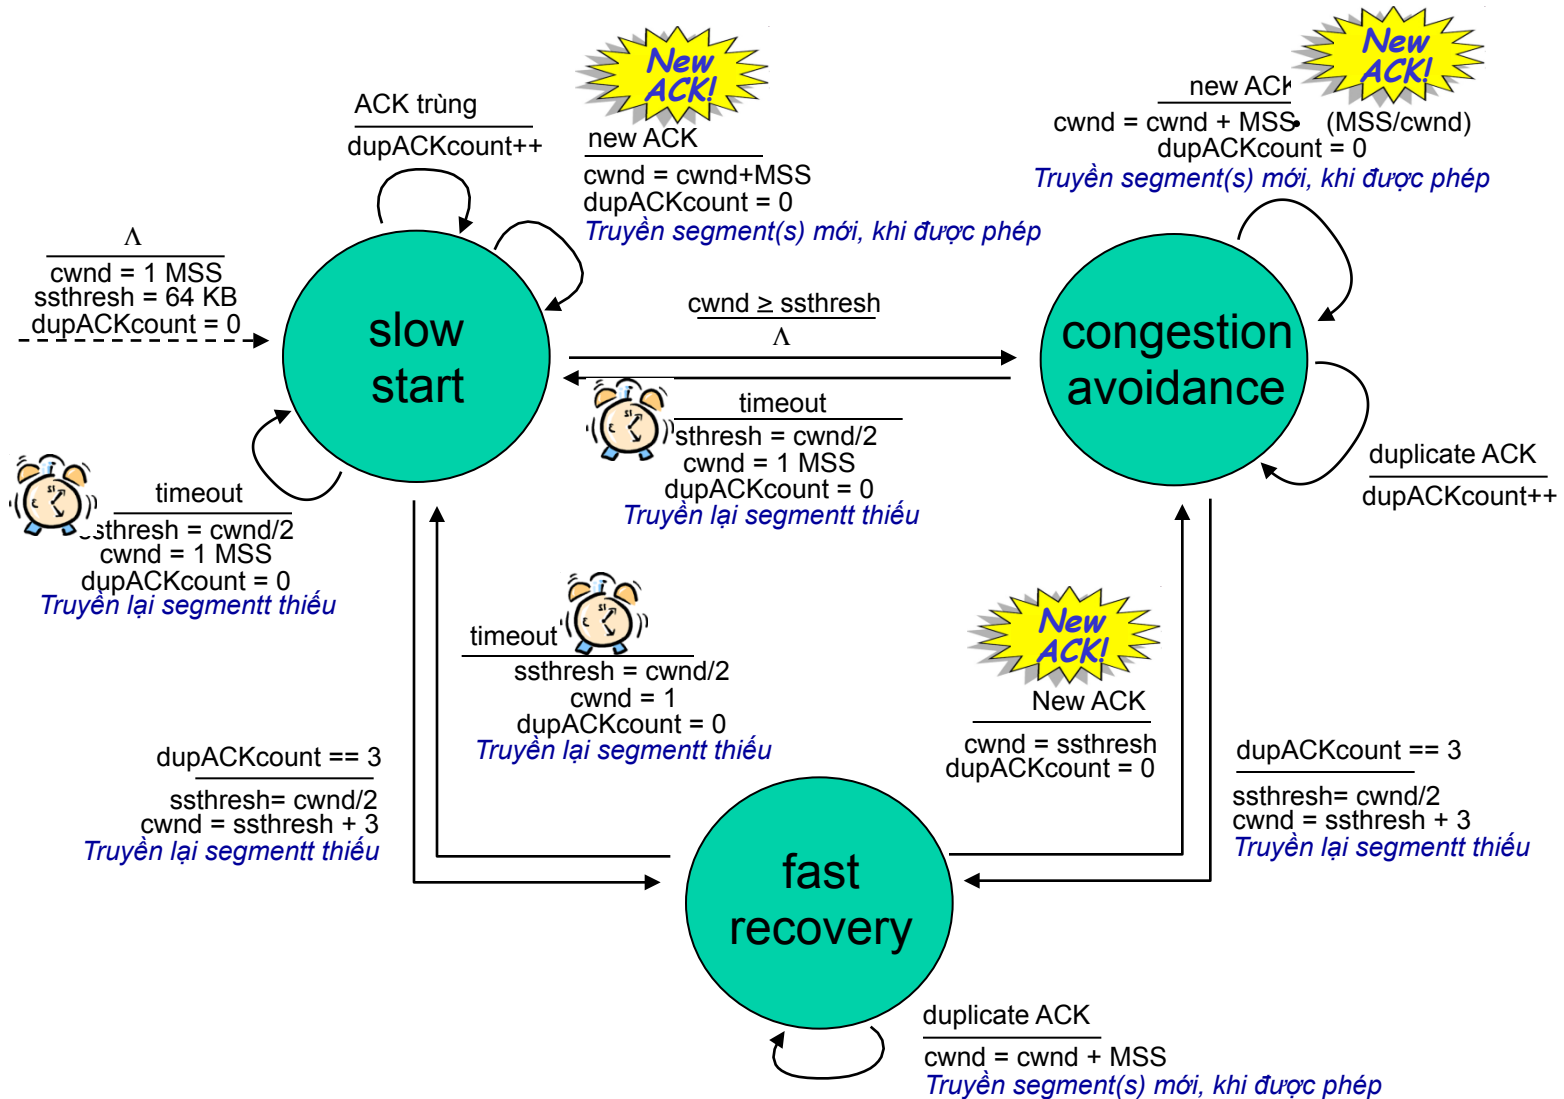 New
ACK!
New
ACK!
ACK trùng
dupACKcount++
new ACK
cwnd = cwnd+MSS
dupACKcount = 0
Truyền segment(s) mới, khi được phép
new ACK
cwnd = cwnd + MSS • (MSS/cwnd)
dupACKcount = 0
Truyền segment(s) mới, khi được phép
Λ
cwnd = 1 MSS
ssthresh = 64 KB
dupACKcount = 0
slow
start
cwnd ≥ ssthresh
Λ
congestion
avoidance
timeout
sthresh = cwnd/2
cwnd = 1 MSS
dupACKcount = 0
Truyền lại segmentt thiếu
duplicate ACK
dupACKcount++
timeout
ssthresh = cwnd/2
cwnd = 1 MSS
dupACKcount = 0
Truyền lại segmentt thiếu
timeout
ssthresh = cwnd/2
cwnd = 1
dupACKcount = 0
Truyền lại segmentt thiếu
New
ACK!
New ACK
cwnd = ssthresh
dupACKcount = 0
dupACKcount == 3
ssthresh= cwnd/2
cwnd = ssthresh + 3
Truyền lại segmentt thiếu
dupACKcount == 3
ssthresh= cwnd/2
cwnd = ssthresh + 3
Truyền lại segmentt thiếu
fast
recovery
duplicate ACK
cwnd = cwnd + MSS
Truyền segment(s) mới, khi được phép